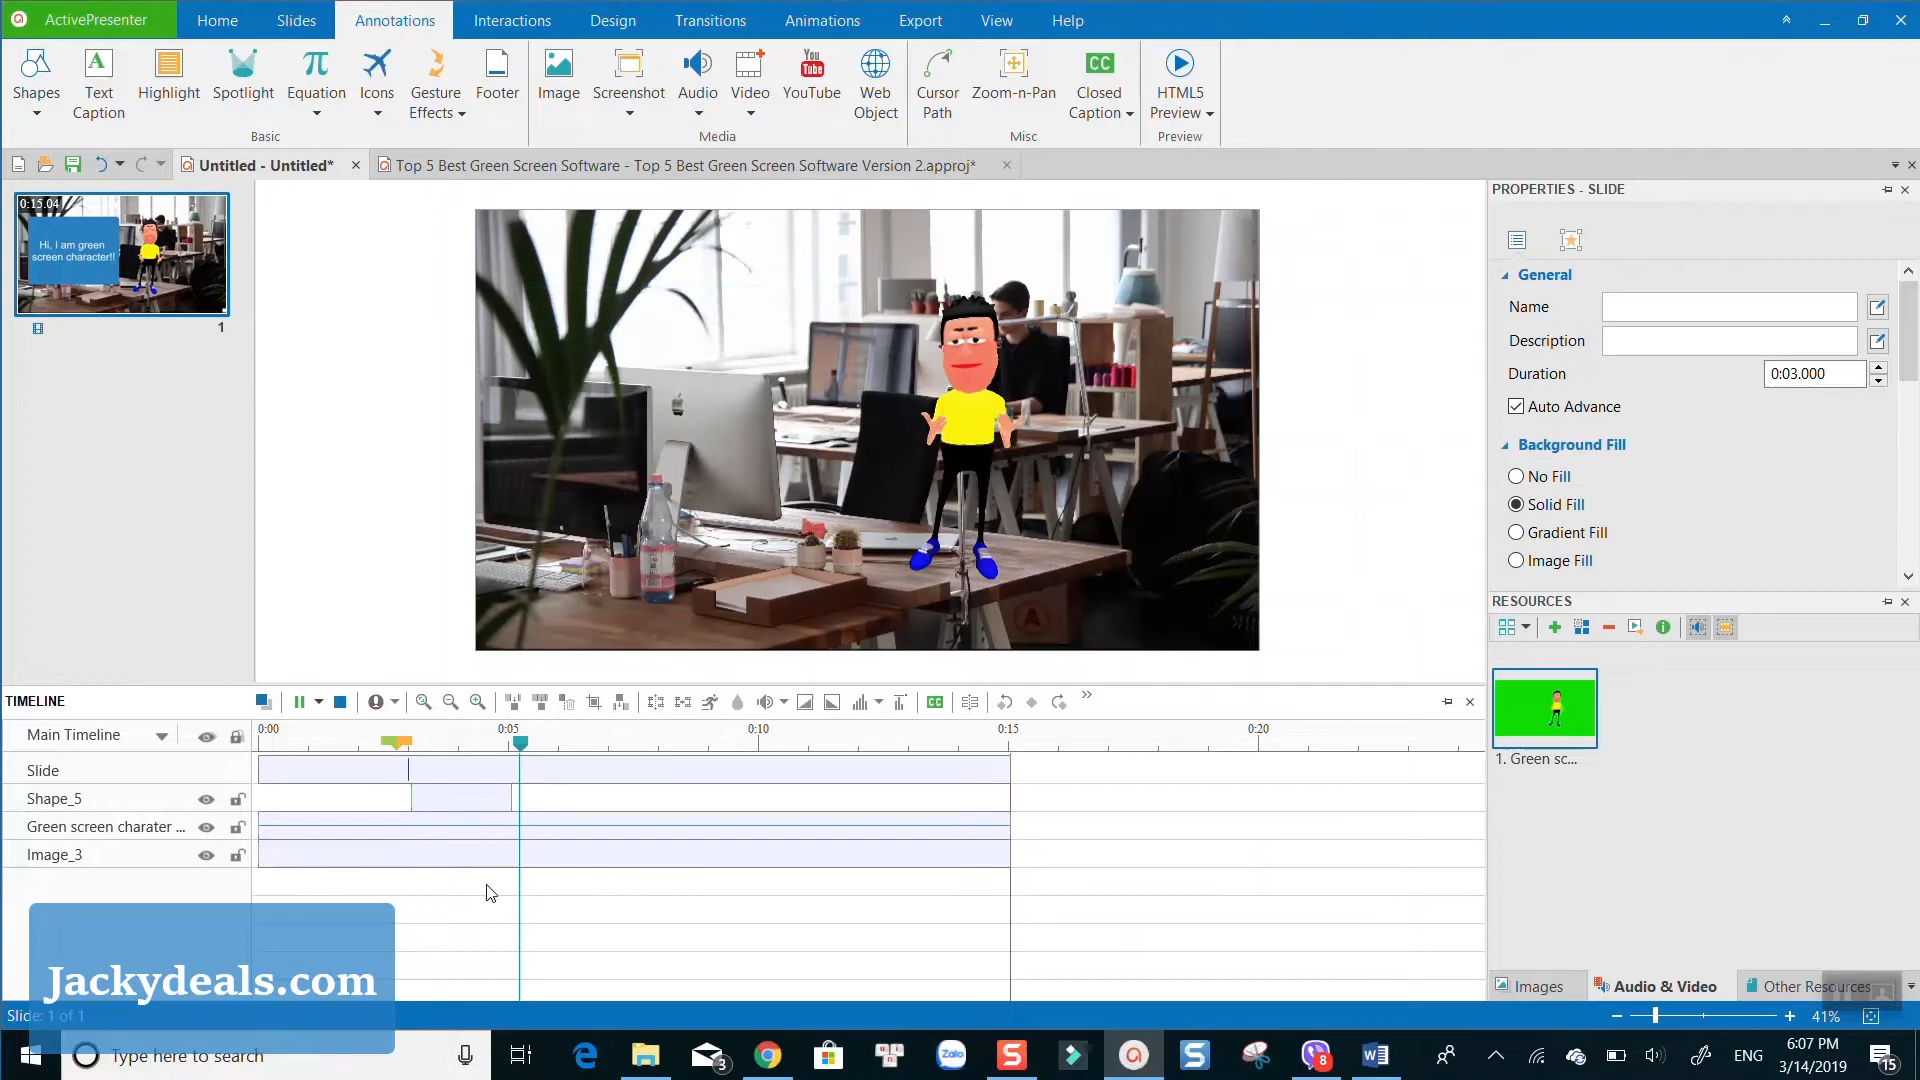 ActivePresenter
Home
Slides
Annotations
Interactions
Design
Transitions
Animations
Export
View
Help
Shapes
Text
Caption
Highlight
Spotlight
Equation
Icons
Gesture
Effects
Footer
Image
Screenshot
Audio
Video
YouTube
Web
Object
Cursor
Path
Zoom-n-Pan
Closed
Caption
HTML5
Preview
Basic
Media
Misc
Preview
Untitled - Untitled*
Top 5 Best Green Screen Software - Top 5 Best Green Screen Software Version 2.approj*
0:15.04
Hi, I am green
screen character!!
1
PROPERTIES - SLIDE
General
Name
Description
Duration
0:03.000
Auto Advance
Background Fill
No Fill
Solid Fill
Gradient Fill
Image Fill
RESOURCES
1. Green sc...
Images
Audio & Video
Other Resources
TIMELINE
Main Timeline
0:00
0:05
0:10
0:15
0:20
Slide
Shape_5
Green screen charater ...
Image_3
Jackydeals.com
Slide: 1 of 1
41%
Type here to search
3
Zalo
8
ENG
6:07 PM
3/14/2019
15